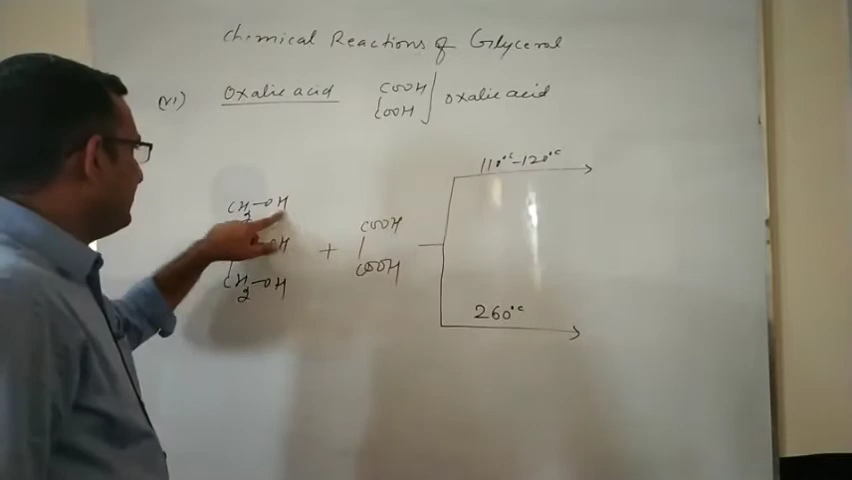 Chemical Reactions of Glycerol
(vi) Oxalic acid COOH
COOH oxalic acid
110°C-120°C
CH2-OH
COOH
OH +
COOH
CH2-OH
260°C